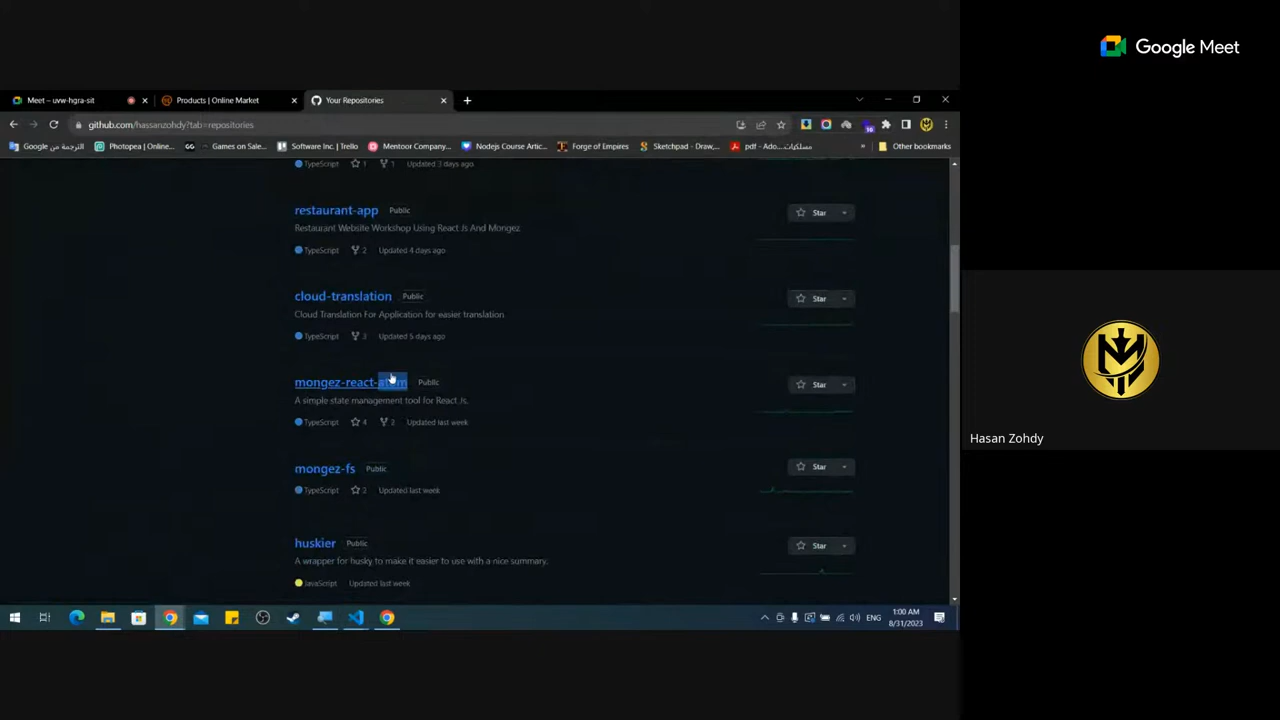 Google Meet
Meet – uvw-hgra-sit
Products | Online Market
Your Repositories
github.com/hassanzohdy?tab=repositories
الترجمة من Google
Photopea | Online...
Games on Sale...
Software Inc. | Trello
Mentoor Company...
Nodejs Course Artic...
Forge of Empires
Sketchpad - Draw,...
pdf - Ado...
Other bookmarks
TypeScript 1 1 Updated 3 days ago
restaurant-app Public
Star
Restaurant Website Workshop Using React Js And Mongez
TypeScript 2 Updated 4 days ago
cloud-translation Public
Star
Cloud Translation For Application for easier translation
TypeScript 3 Updated 5 days ago
mongez-react-atom Public
Star
A simple state management tool for React Js.
TypeScript 4 2 Updated last week
mongez-fs Public
Star
TypeScript 2 Updated last week
huskier Public
Star
A wrapper for husky to make it easier to use with a nice summary.
JavaScript Updated last week
Hasan Zohdy
ENG
1:00 AM
8/31/2023